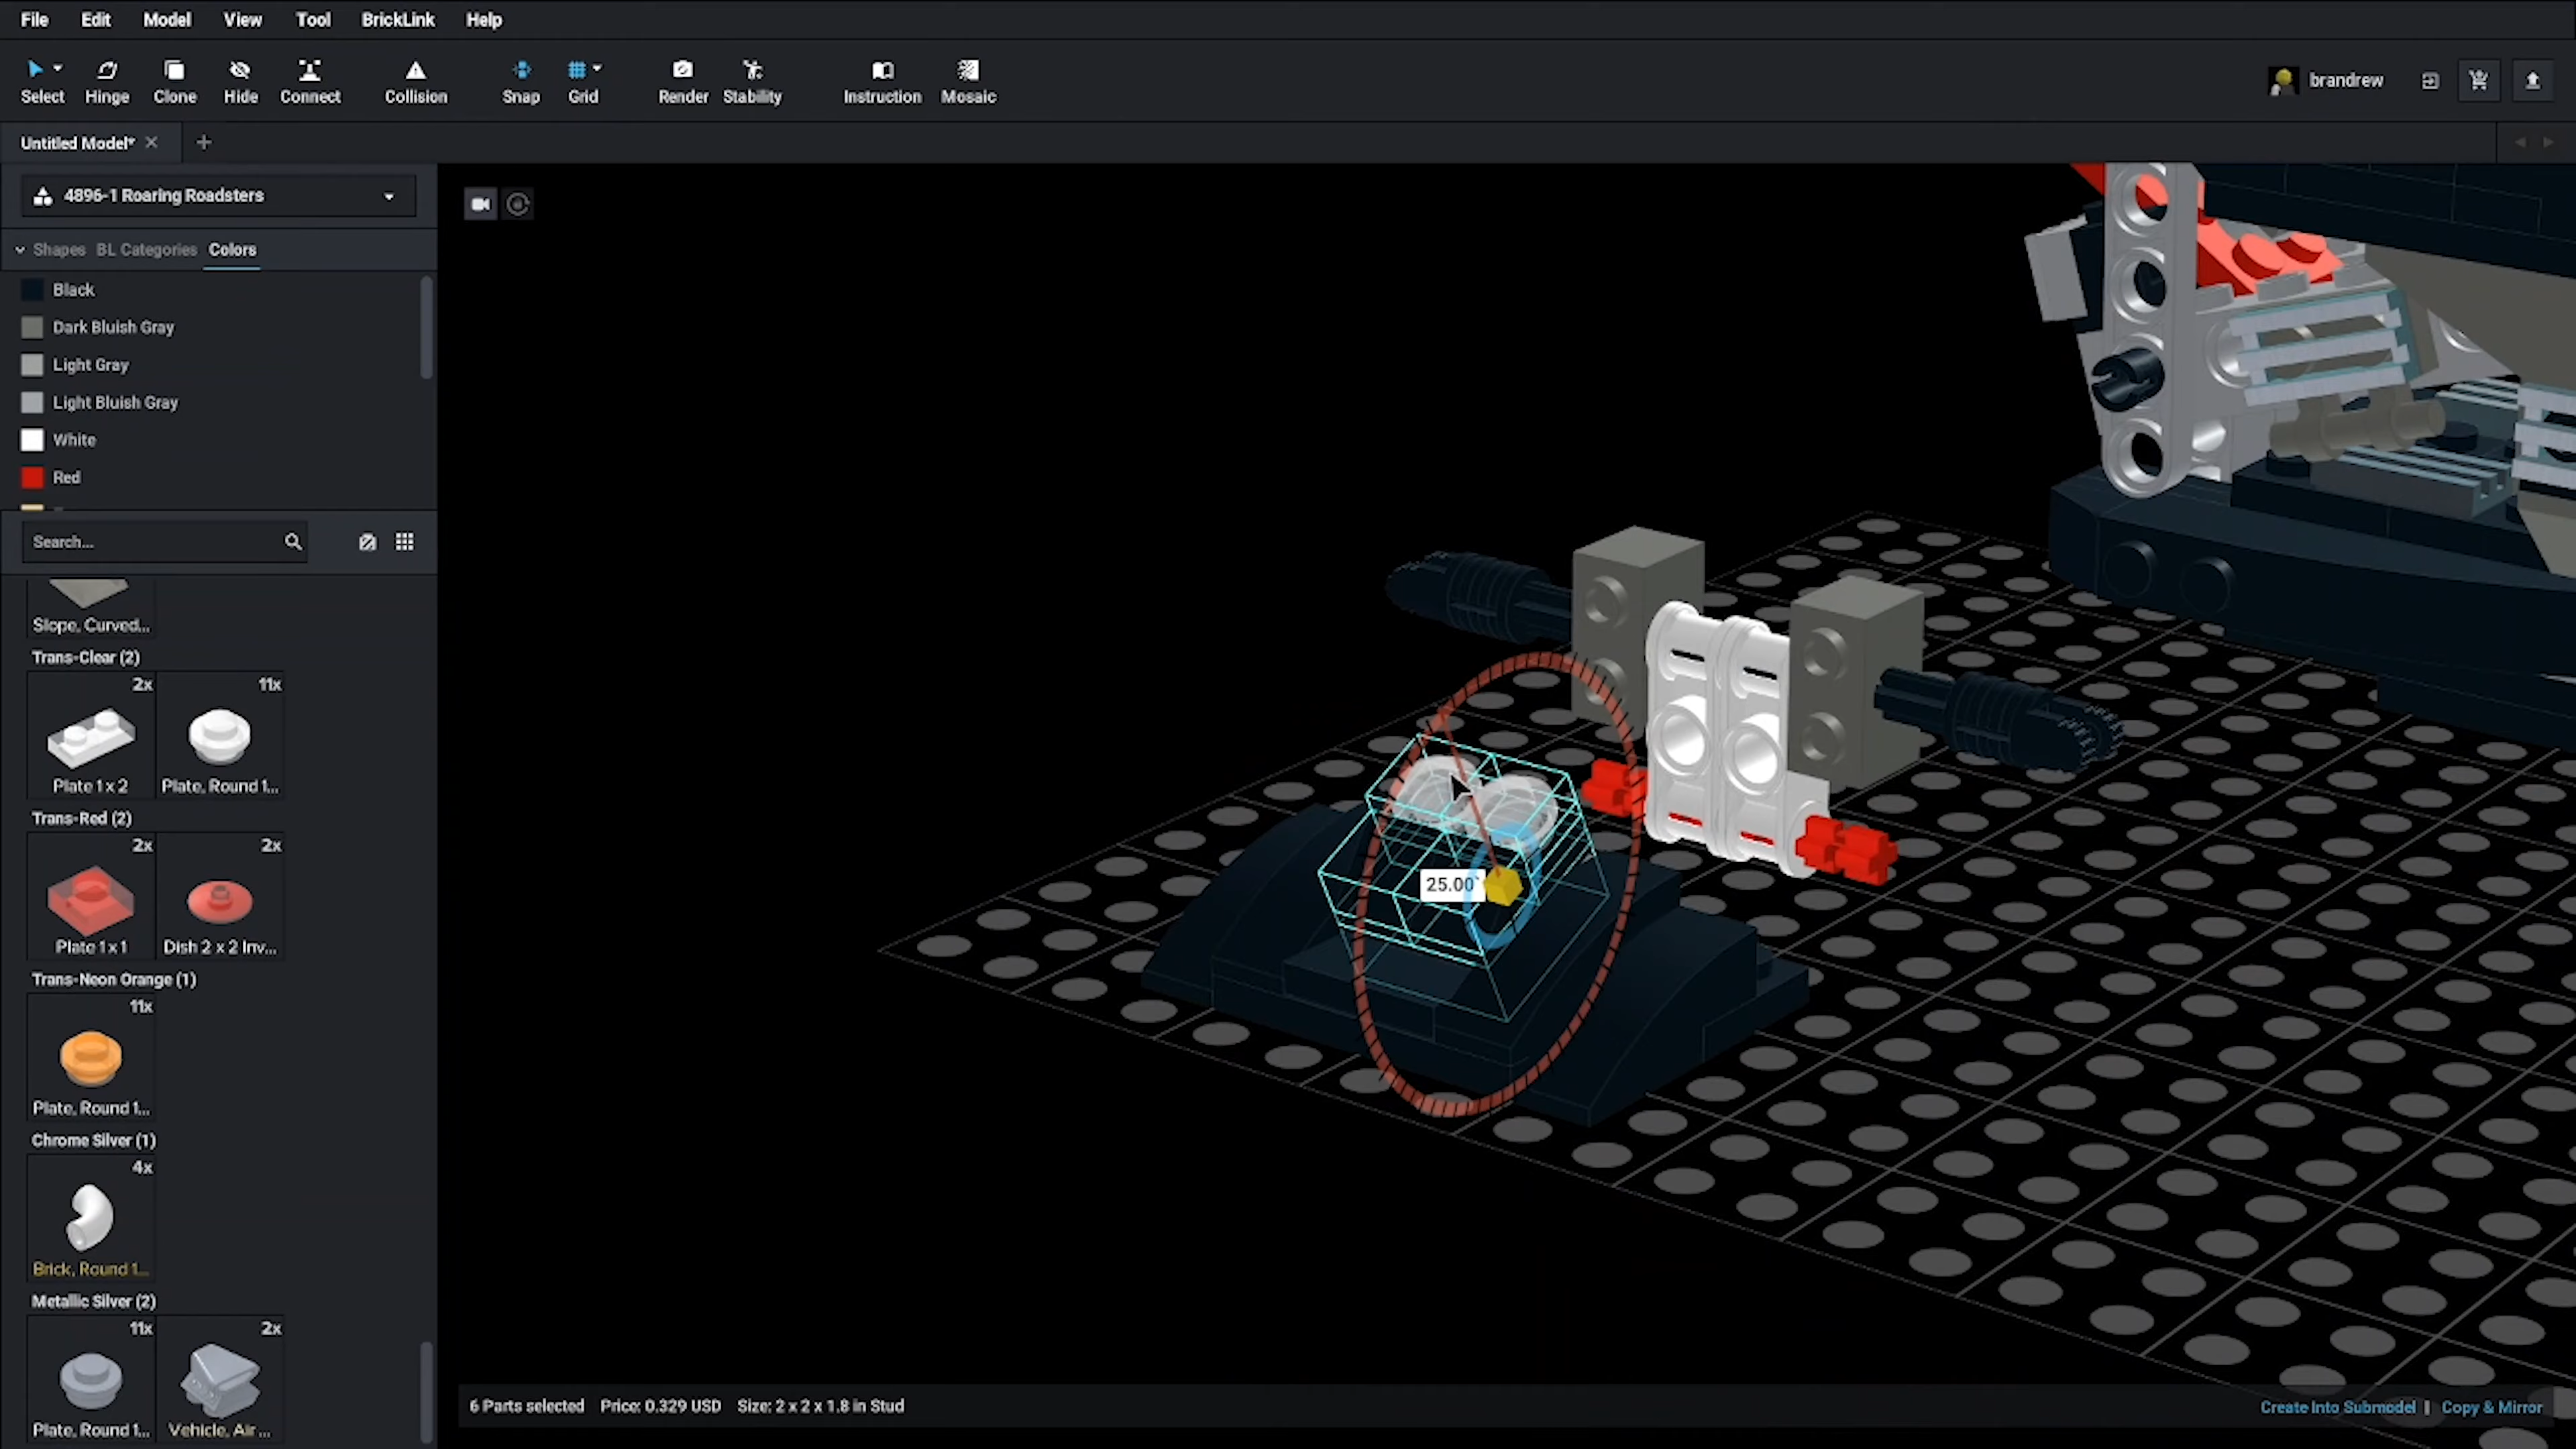 File Edit Model View Tool BrickLink Help
Select Hinge Clone Hide Connect Collision Snap Grid Render Stability Instruction Mosaic
brandrew
Untitled Model*
4896-1 Roaring Roadsters
Shapes BL Categories Colors
Black
Dark Bluish Gray
Light Gray
Light Bluish Gray
White
Red
Search...
Slope, Curved...
Trans-Clear (2)
2x 11x
Plate 1 x 2 Plate, Round 1...
Trans-Red (2)
2x 2x
Plate 1 x 1 Dish 2 x 2 Inv...
Trans-Neon Orange (1)
11x
Plate, Round 1...
Chrome Silver (1)
4x
Brick, Round 1...
Metallic Silver (2)
11x 2x
Plate, Round 1... Vehicle, Air ...
25.00°
6 Parts selected Price: 0.329 USD Size: 2 x 2 x 1.8 in Stud
Create Into Submodel | Copy & Mirror